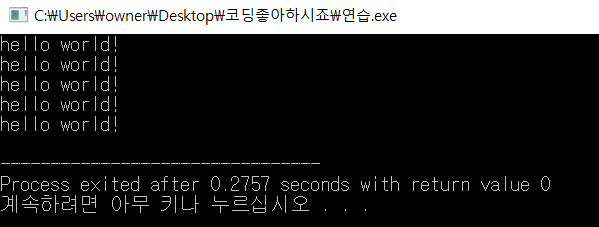 C:₩Users₩owner₩Desktop₩코딩좋아하시죠₩연습.exe
hello world!
hello world!
hello world!
hello world!
hello world!
--------------------------------
Process exited after 0.2757 seconds with return value 0
계속하려면 아무 키나 누르십시오 . . .